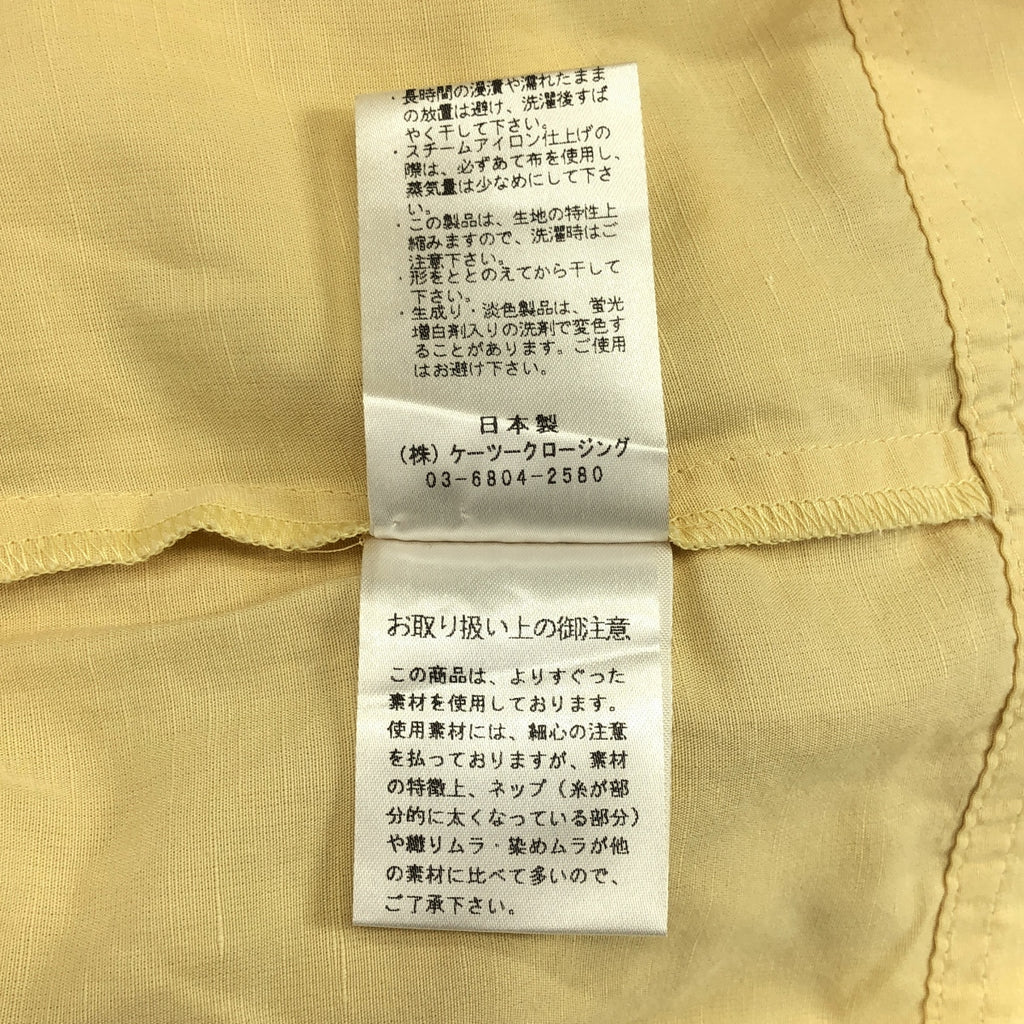 ・長時間の浸漬や濡れたまま
の放置は避け、洗濯後すば
やく干して下さい。
・スチームアイロン仕上げの
際は、必ずあて布を使用し、
蒸気量は少なめにして下さ
い。
・この製品は、生地の特性上
縮みますので、洗濯時はご
注意下さい。
・形をととのえてから干して
下さい。
・生成り・淡色製品は、蛍光
増白剤入りの洗剤で変色す
ることがあります。ご使用
はお避け下さい。
日本製
(株)ケーツークロージング
03-6804-2580
お取り扱い上の御注意
この商品は、よりすぐった
素材を使用しております。
使用素材には、細心の注意
を払っておりますが、素材
の特徴上、ネップ（糸が部
分的に太くなっている部分）
や織りムラ・染めムラが他
の素材に比べて多いので、
ご了承下さい。